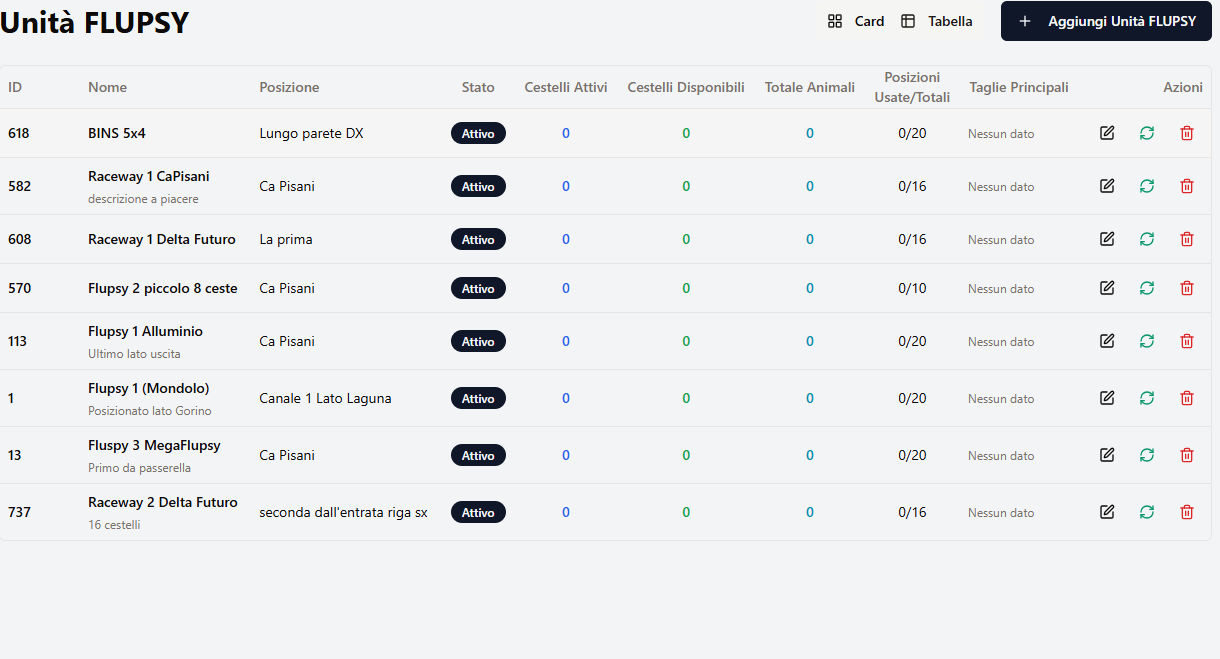 Unità FLUPSY
Card Tabella Aggiungi Unità FLUPSY
ID Nome Posizione Stato Cestelli Attivi Cestelli Disponibili Totale Animali Posizioni Usate/Totali Taglie Principali Azioni
618 BINS 5x4 Lungo parete DX Attivo 0 0 0 0/20 Nessun dato
582 Raceway 1 CaPisani Ca Pisani Attivo 0 0 0 0/16 Nessun dato
descrizione a piacere
608 Raceway 1 Delta Futuro La prima Attivo 0 0 0 0/16 Nessun dato
570 Flupsy 2 piccolo 8 ceste Ca Pisani Attivo 0 0 0 0/10 Nessun dato
113 Flupsy 1 Alluminio Ca Pisani Attivo 0 0 0 0/20 Nessun dato
Ultimo lato uscita
1 Flupsy 1 (Mondolo) Canale 1 Lato Laguna Attivo 0 0 0 0/20 Nessun dato
Posizionato lato Gorino
13 Fluspy 3 MegaFlupsy Ca Pisani Attivo 0 0 0 0/20 Nessun dato
Primo da passerella
737 Raceway 2 Delta Futuro seconda dall'entrata riga sx Attivo 0 0 0 0/16 Nessun dato
16 cestelli